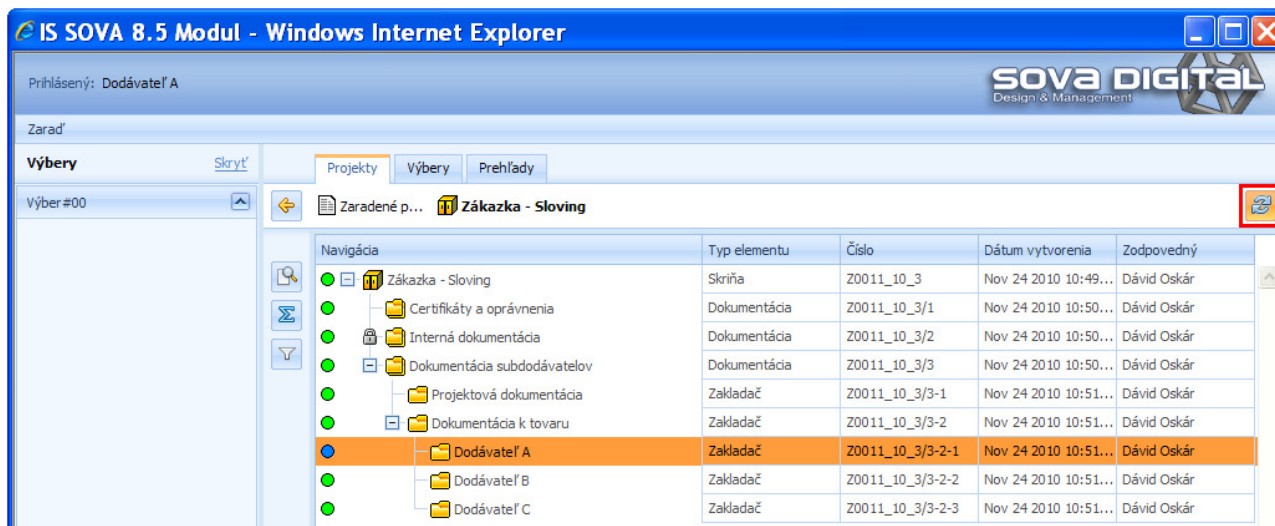 IS SOVA 8.5 Modul - Windows Internet Explorer
Prihlásený: Dodávateľ A
SOVA DIGITAL
Design & Management
Zaraď
Výbery Skryť
Projekty Výbery Prehľady
Výber#00
Zaradené p... Zákazka - Sloving
Navigácia Typ elementu Číslo Dátum vytvorenia Zodpovedný
Zákazka - Sloving Skriňa Z0011_10_3 Nov 24 2010 10:49... Dávid Oskár
Certifikáty a oprávnenia Dokumentácia Z0011_10_3/1 Nov 24 2010 10:50... Dávid Oskár
Interná dokumentácia Dokumentácia Z0011_10_3/2 Nov 24 2010 10:50... Dávid Oskár
Dokumentácia subdodávatelov Dokumentácia Z0011_10_3/3 Nov 24 2010 10:50... Dávid Oskár
Projektová dokumentácia Zakladač Z0011_10_3/3-1 Nov 24 2010 10:51... Dávid Oskár
Dokumentácia k tovaru Zakladač Z0011_10_3/3-2 Nov 24 2010 10:51... Dávid Oskár
Dodávateľ A Zakladač Z0011_10_3/3-2-1 Nov 24 2010 10:51... Dávid Oskár
Dodávateľ B Zakladač Z0011_10_3/3-2-2 Nov 24 2010 10:51... Dávid Oskár
Dodávateľ C Zakladač Z0011_10_3/3-2-3 Nov 24 2010 10:51... Dávid Oskár